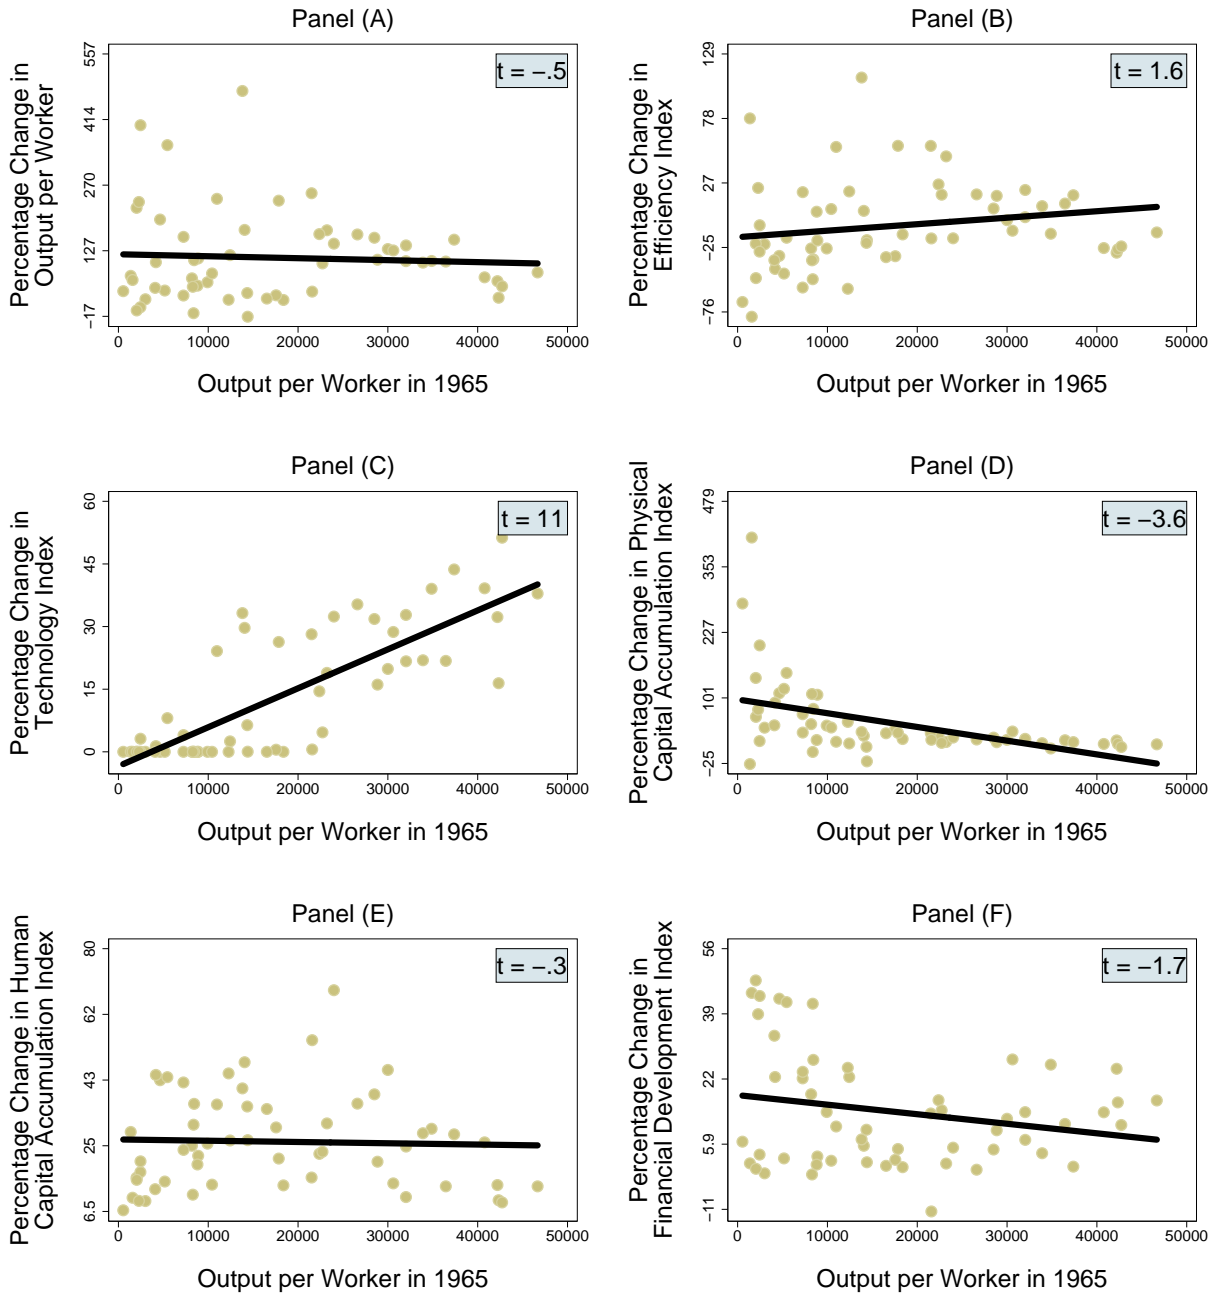 Panel (A)
Percentage Change in
Output per Worker
557
414
270
127
−17
t = −.5
0 10000 20000 30000 40000 50000
Output per Worker in 1965
Panel (B)
Percentage Change in
Efficiency Index
129
78
27
−25
−76
t = 1.6
0 10000 20000 30000 40000 50000
Output per Worker in 1965
Panel (C)
Percentage Change in
Technology Index
60
45
30
15
0
t = 11
0 10000 20000 30000 40000 50000
Output per Worker in 1965
Panel (D)
Percentage Change in Physical
Capital Accumulation Index
479
353
227
101
−25
t = −3.6
0 10000 20000 30000 40000 50000
Output per Worker in 1965
Panel (E)
Percentage Change in Human
Capital Accumulation Index
80
62
43
25
6.5
t = −.3
0 10000 20000 30000 40000 50000
Output per Worker in 1965
Panel (F)
Percentage Change in
Financial Development Index
56
39
22
5.9
−11
t = −1.7
0 10000 20000 30000 40000 50000
Output per Worker in 1965